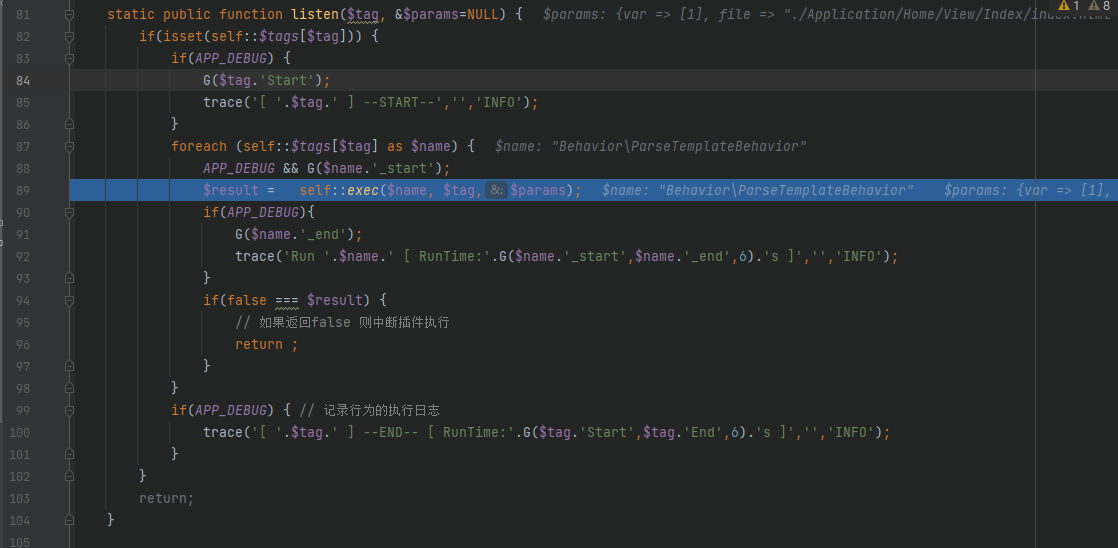 1 8
81 static public function listen($tag, &$params=NULL) { $params: {var => [1], file => "./Application/Home/View/Index/index.html
82 if(isset(self::$tags[$tag])) {
83 if(APP_DEBUG) {
84 G($tag.'Start');
85 trace('[ '.$tag.' ] --START--','','INFO');
86 }
87 foreach (self::$tags[$tag] as $name) { $name: "Behavior\ParseTemplateBehavior"
88 APP_DEBUG && G($name.'_start');
89 $result = self::exec($name, $tag, &: $params); $name: "Behavior\ParseTemplateBehavior" $params: {var => [1],
90 if(APP_DEBUG){
91 G($name.'_end');
92 trace('Run '.$name.' [ RunTime:'.G($name.'_start',$name.'_end',6).'s ]','','INFO');
93 }
94 if(false === $result) {
95 // 如果返回false 则中断插件执行
96 return ;
97 }
98 }
99 if(APP_DEBUG) { // 记录行为的执行日志
100 trace('[ '.$tag.' ] --END-- [ RunTime:'.G($tag.'Start',$tag.'End',6).'s ]','','INFO');
101 }
102 }
103 return;
104 }
105